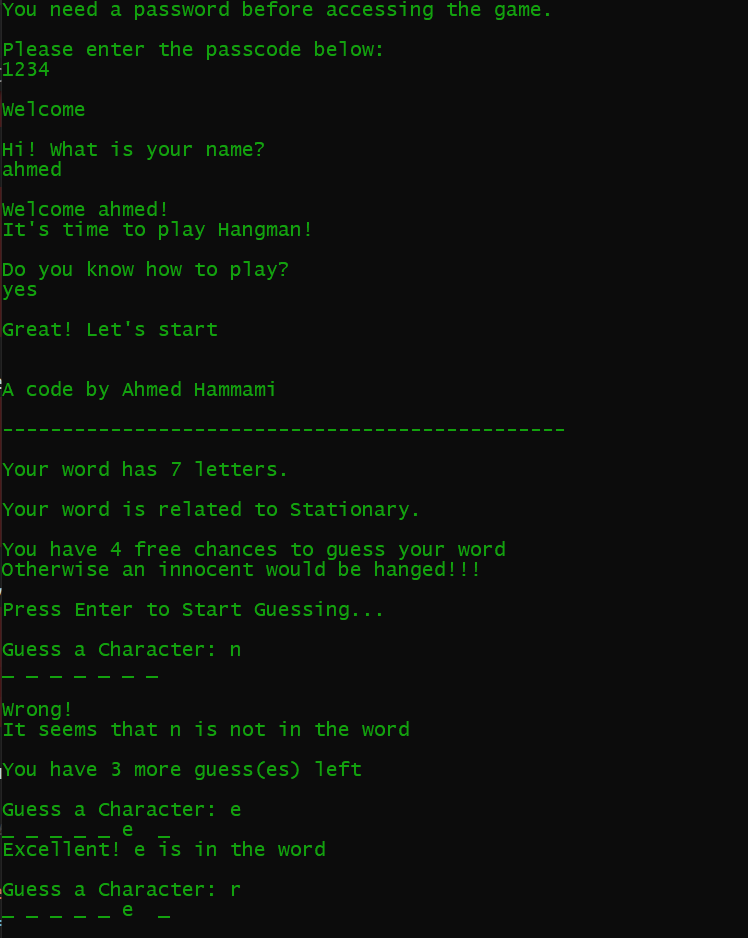 You need a password before accessing the game.
Please enter the passcode below:
1234
Welcome
Hi! What is your name?
ahmed
Welcome ahmed!
It's time to play Hangman!
Do you know how to play?
yes
Great! Let's start
A code by Ahmed Hammami
-----------------------------------------------
Your word has 7 letters.
Your word is related to Stationary.
You have 4 free chances to guess your word
Otherwise an innocent would be hanged!!!
Press Enter to Start Guessing...
Guess a Character: n
_ _ _ _ _ _ _
Wrong!
It seems that n is not in the word
You have 3 more guess(es) left
Guess a Character: e
_ _ _ _ _ e  _
Excellent! e is in the word
Guess a Character: r
_ _ _ _ _ e  _